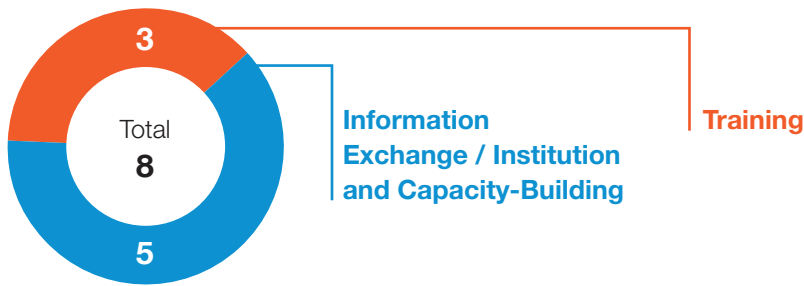 3
Total
8
5
Information
Exchange / Institution
and Capacity-Building
Training